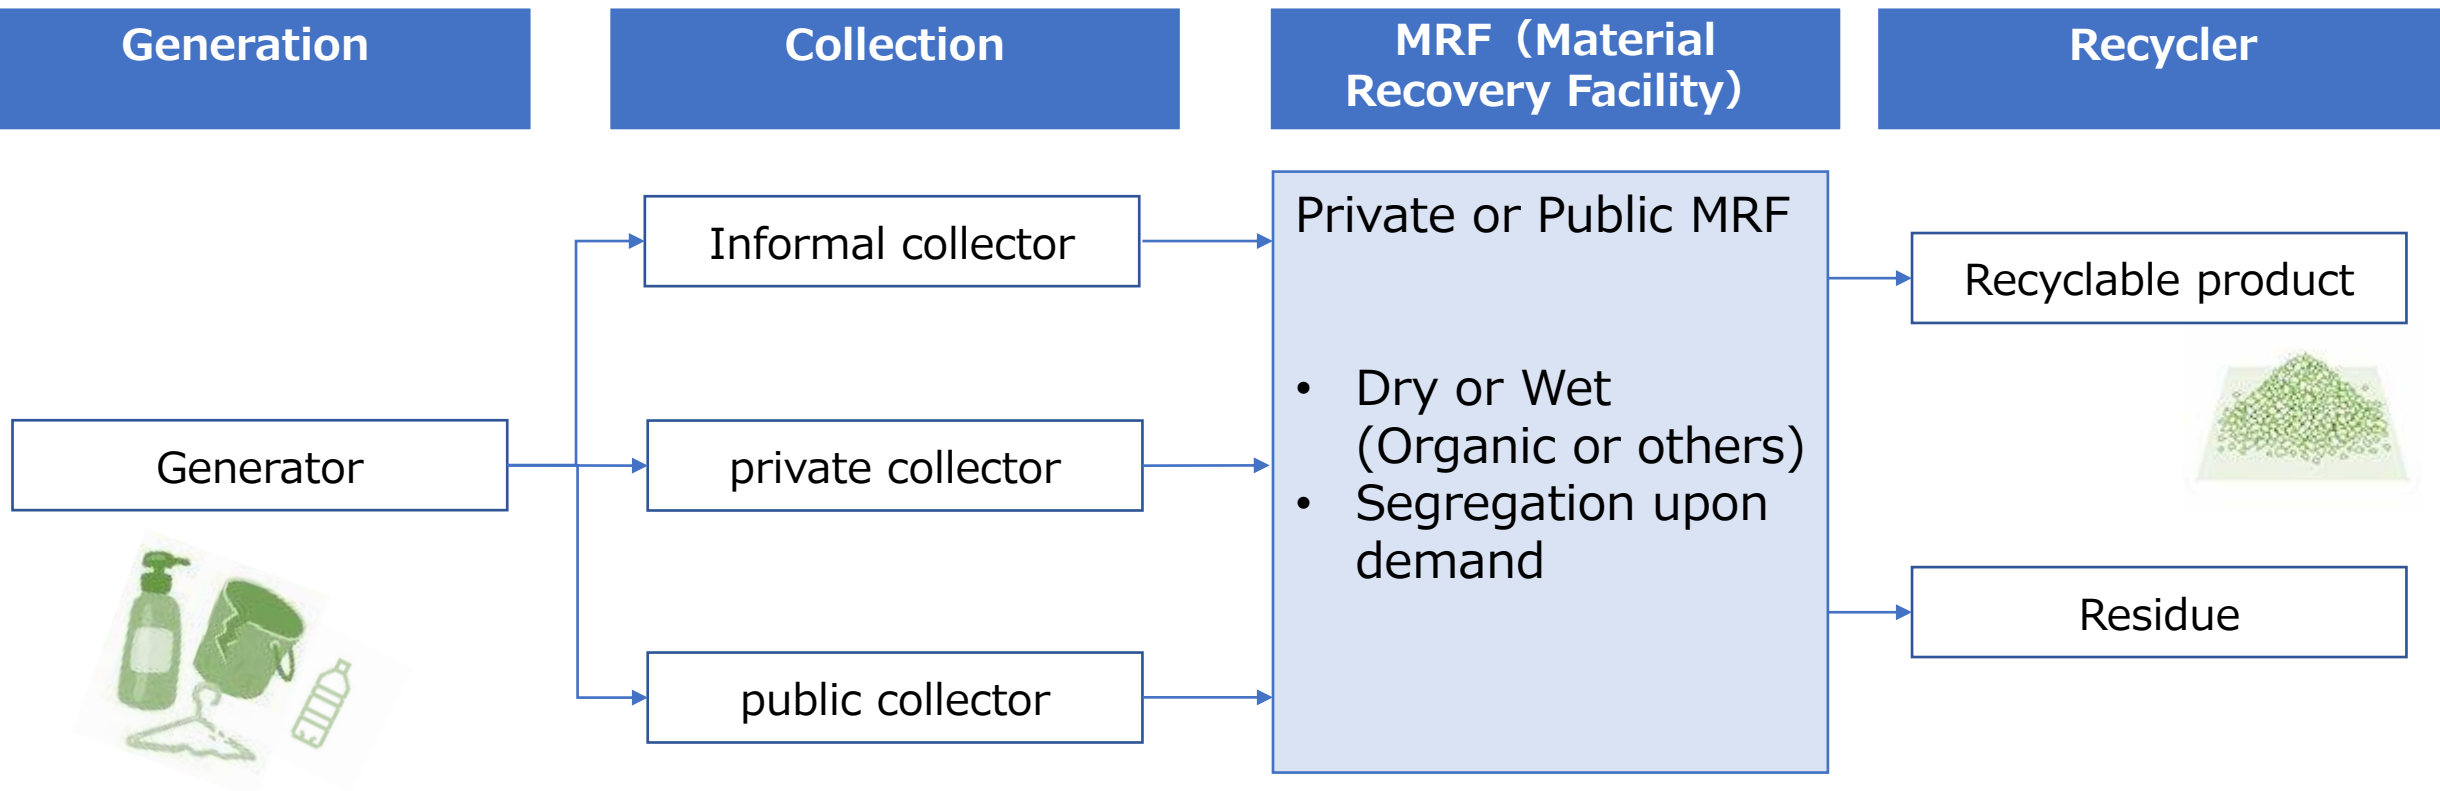 Generation
Collection
MRF（Material
Recovery Facility）
Recycler
Generator
Informal collector
private collector
public collector
Private or Public MRF
• Dry or Wet
(Organic or others)
• Segregation upon
demand
Recyclable product
Residue